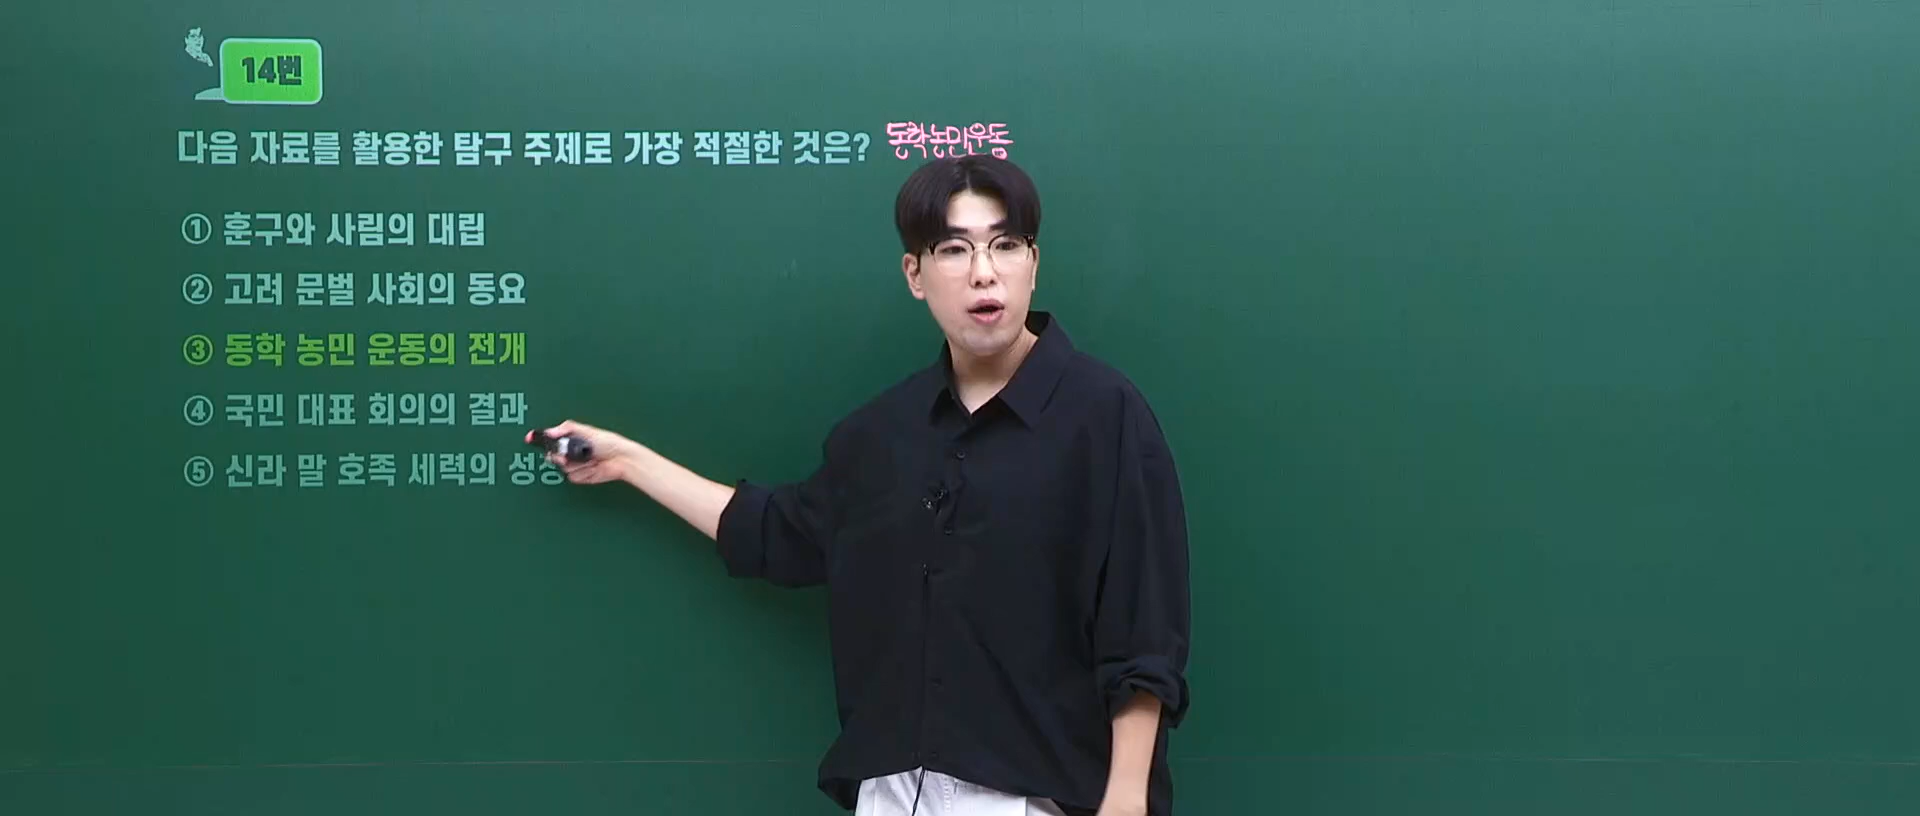 14번
다음 자료를 활용한 탐구 주제로 가장 적절한 것은? 동학농민운동
① 훈구와 사림의 대립
② 고려 문벌 사회의 동요
③ 동학 농민 운동의 전개
④ 국민 대표 회의의 결과
⑤ 신라 말 호족 세력의